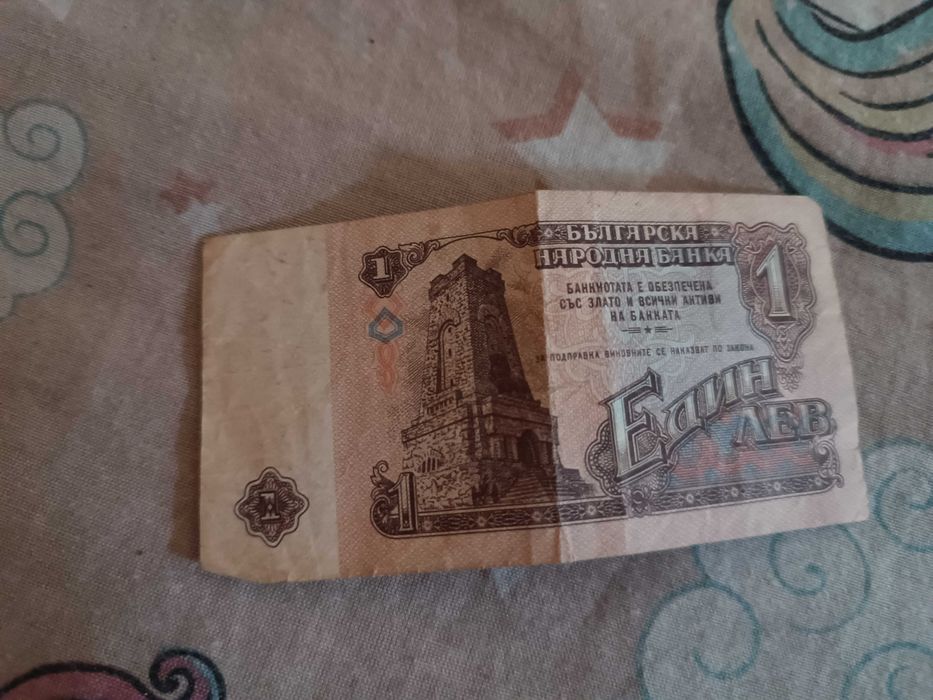 1
БЪЛГАРСКА
НАРОДНА БАНКА
БАНКНОТАТА Е ОБЕЗПЕЧЕНА
СЪС ЗЛАТО И ВСИЧКИ АКТИВИ
НА БАНКАТА
1
ЗА ПОДПРАВКА ВИНОВНИТЕ СЕ НАКАЗВАТ ПО ЗАКОНА
ЕДИН
ЛЕВ
1